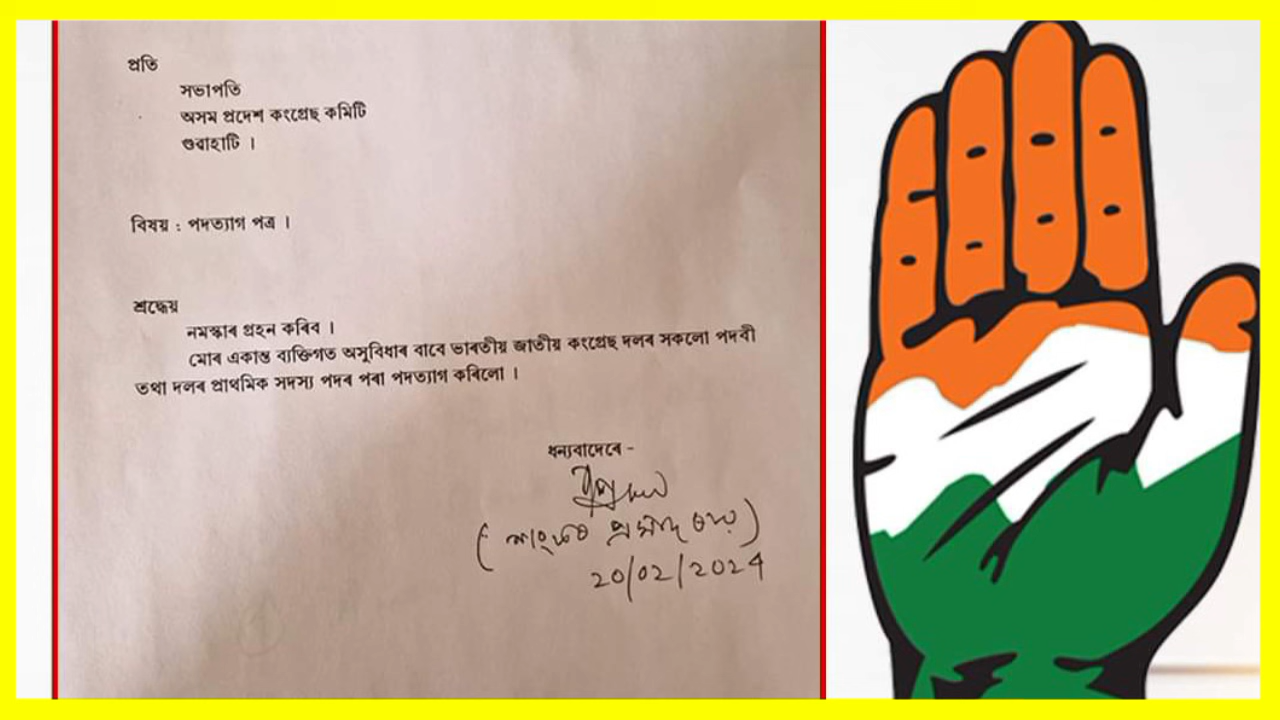 প্ৰতি
সভাপতি
অসম প্ৰদেশ কংগ্ৰেছ কমিটি
গুৱাহাটি ।
বিষয় : পদত্যাগ পত্ৰ ।
শ্ৰদ্ধেয়
নমস্কাৰ গ্ৰহন কৰিব ।
মোৰ একান্ত ব্যক্তিগত অসুবিধাৰ বাবে ভাৰতীয় জাতীয় কংগ্ৰেছ দলৰ সকলো পদবী
তথা দলৰ প্ৰাথমিক সদস্য পদৰ পৰা পদত্যাগ কৰিলো ।
ধন্যবাদেৰে -
প্ৰসাদ
20/02/2024